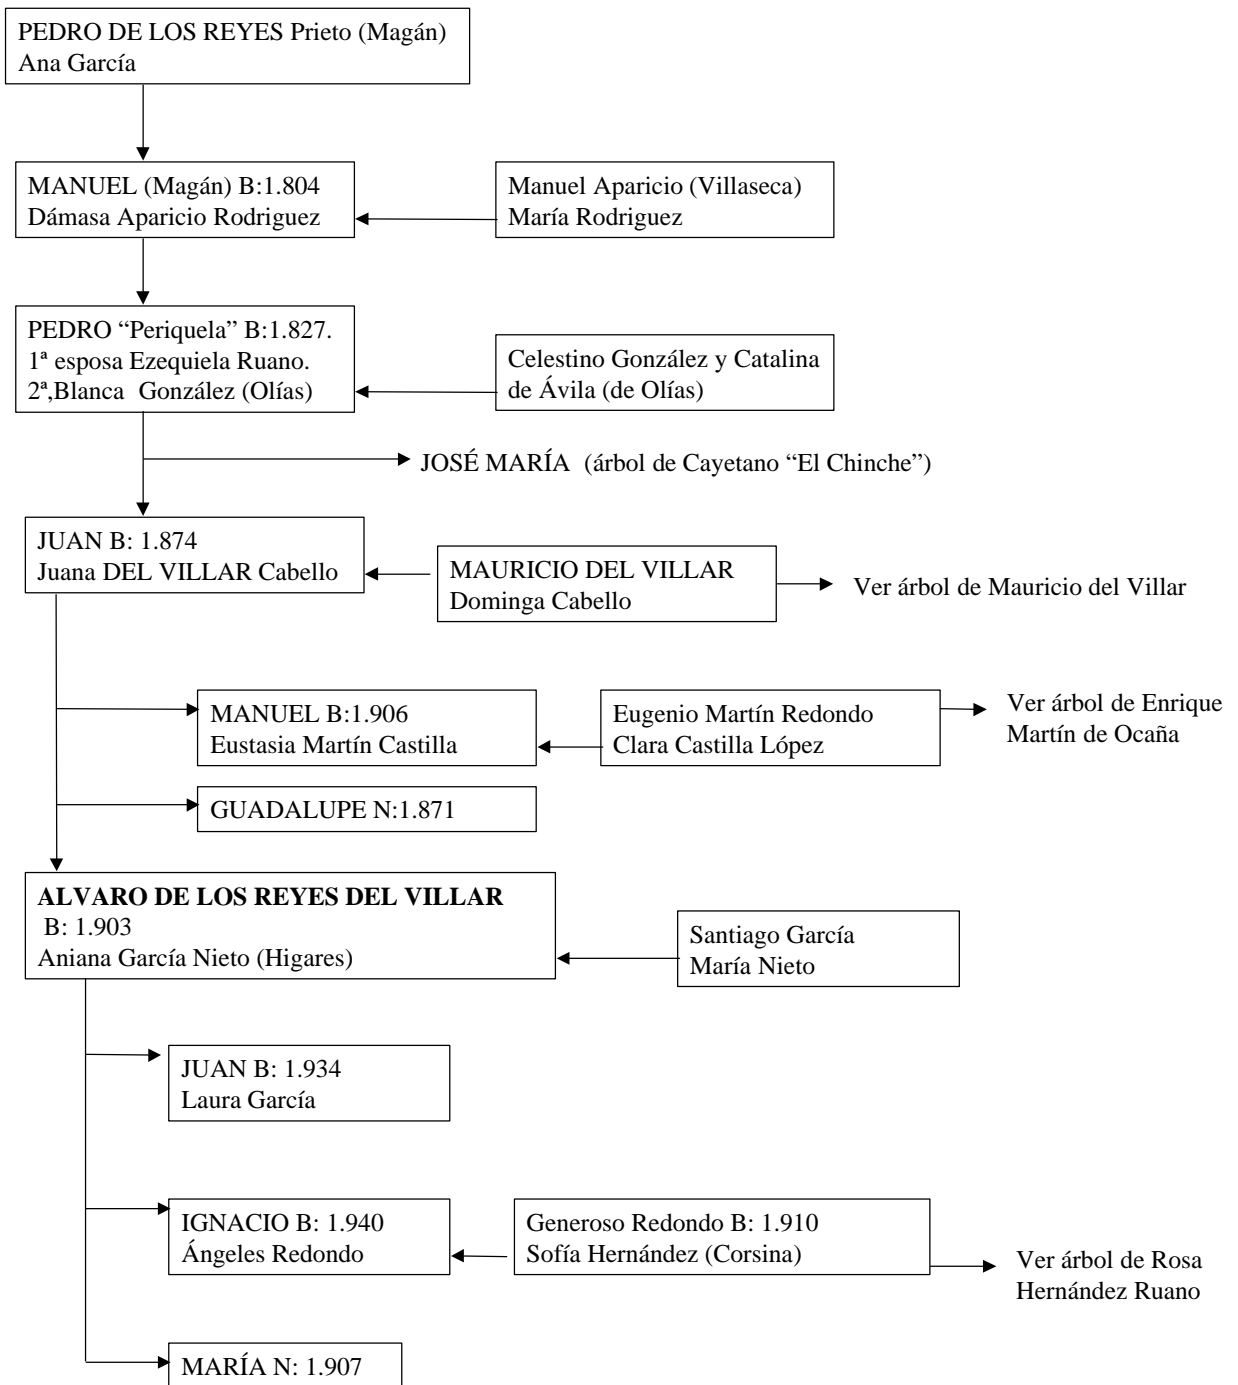 PEDRO DE LOS REYES Prieto (Magán)
Ana García
MANUEL (Magán) B:1.804
Dámasa Aparicio Rodriguez
Manuel Aparicio (Villaseca)
María Rodriguez
PEDRO “Periquela” B:1.827.
1ª esposa Ezequiela Ruano.
2ª,Blanca González (Olías)
Celestino González y Catalina
de Ávila (de Olías)
JOSÉ MARÍA (árbol de Cayetano “El Chinche”)
JUAN B: 1.874
Juana DEL VILLAR Cabello
MAURICIO DEL VILLAR
Dominga Cabello
Ver árbol de Mauricio del Villar
MANUEL B:1.906
Eustasia Martín Castilla
Eugenio Martín Redondo
Clara Castilla López
Ver árbol de Enrique
Martín de Ocaña
GUADALUPE N:1.871
ALVARO DE LOS REYES DEL VILLAR
B: 1.903
Aniana García Nieto (Higares)
Santiago García
María Nieto
JUAN B: 1.934
Laura García
IGNACIO B: 1.940
Ángeles Redondo
Generoso Redondo B: 1.910
Sofía Hernández (Corsina)
Ver árbol de Rosa
Hernández Ruano
MARÍA N: 1.907